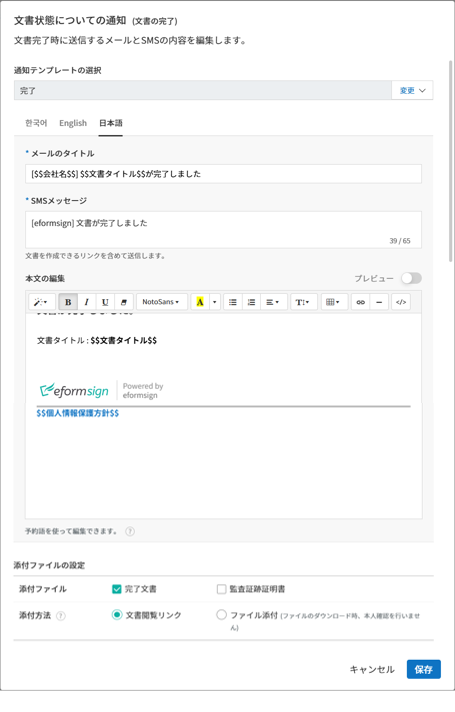 文書状態についての通知 (文書の完了)
文書完了時に送信するメールとSMSの内容を編集します。
通知テンプレートの選択
完了 変更
한국어 English 日本語
* メールのタイトル
[$$会社名$$] $$文書タイトル$$が完了しました
* SMSメッセージ
[eformsign] 文書が完了しました
39 / 65
文書を作成できるリンクを含めて送信します。
本文の編集 プレビュー
B I U NotoSans A T </>
文書タイトル : $$文書タイトル$$
eformsign Powered by
eformsign
$$個人情報保護方針$$
予約語を使って編集できます。 ?
添付ファイルの設定
添付ファイル 完了文書 監査証跡証明書
添付方法 ? 文書閲覧リンク ファイル添付 (ファイルのダウンロード時、本人確認を行いませ
ん)
キャンセル 保存